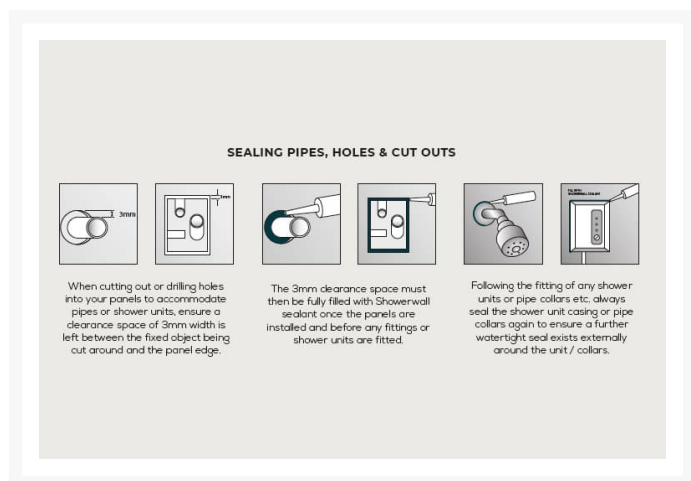 SEALING PIPES, HOLES & CUT OUTS
3mm
3mm
When cutting out or drilling holes
into your panels to accommodate
pipes or shower units, ensure a
clearance space of 3mm width is
left between the fixed object being
cut around and the panel edge.
The 3mm clearance space must
then be fully filled with Showerwall
sealant once the panels are
installed and before any fittings or
shower units are fitted.
Following the fitting of any shower
units or pipe collars etc, always
seal the shower unit casing or pipe
collars again to ensure a further
watertight seal exists externally
around the unit / collars.